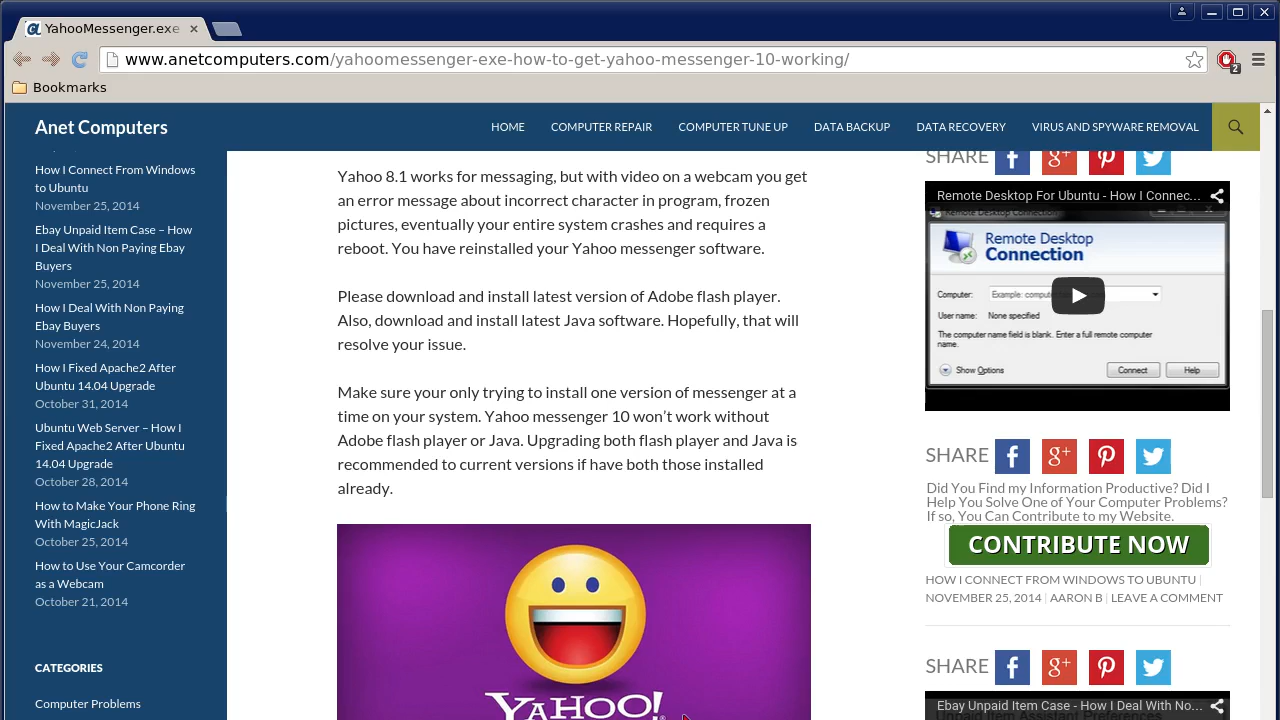 YahooMessenger.exe
www.anetcomputers.com/yahoomessenger-exe-how-to-get-yahoo-messenger-10-working/
2
Bookmarks
Anet Computers
HOME
COMPUTER REPAIR
COMPUTER TUNE UP
DATA BACKUP
DATA RECOVERY
VIRUS AND SPYWARE REMOVAL
How I Connect From Windows
to Ubuntu
November 25, 2014
Ebay Unpaid Item Case – How
I Deal With Non Paying Ebay
Buyers
November 25, 2014
How I Deal With Non Paying
Ebay Buyers
November 24, 2014
How I Fixed Apache2 After
Ubuntu 14.04 Upgrade
October 31, 2014
Ubuntu Web Server – How I
Fixed Apache2 After Ubuntu
14.04 Upgrade
October 28, 2014
How to Make Your Phone Ring
With MagicJack
October 25, 2014
How to Use Your Camcorder
as a Webcam
October 21, 2014
CATEGORIES
Computer Problems
Yahoo 8.1 works for messaging, but with video on a webcam you get
an error message about incorrect character in program, frozen
pictures, eventually your entire system crashes and requires a
reboot. You have reinstalled your Yahoo messenger software.
Please download and install latest version of Adobe flash player.
Also, download and install latest Java software. Hopefully, that will
resolve your issue.
Make sure your only trying to install one version of messenger at a
time on your system. Yahoo messenger 10 won't work without
Adobe flash player or Java. Upgrading both flash player and Java is
recommended to current versions if have both those installed
already.
YAHOO!
SHARE
Remote Desktop For Ubuntu - How I Connec...
Remote Desktop Connection
Remote Desktop
Connection
Computer: Example: computer
User name: None specified
The computer name field is blank. Enter a full remote computer
name.
Show Options
Connect
Help
SHARE
Did You Find my Information Productive? Did I
Help You Solve One of Your Computer Problems?
If so, You Can Contribute to my Website.
CONTRIBUTE NOW
HOW I CONNECT FROM WINDOWS TO UBUNTU
NOVEMBER 25, 2014 AARON B LEAVE A COMMENT
SHARE
Ebay Unpaid Item Case - How I Deal With No...
Unpaid Item Assistant Preferences